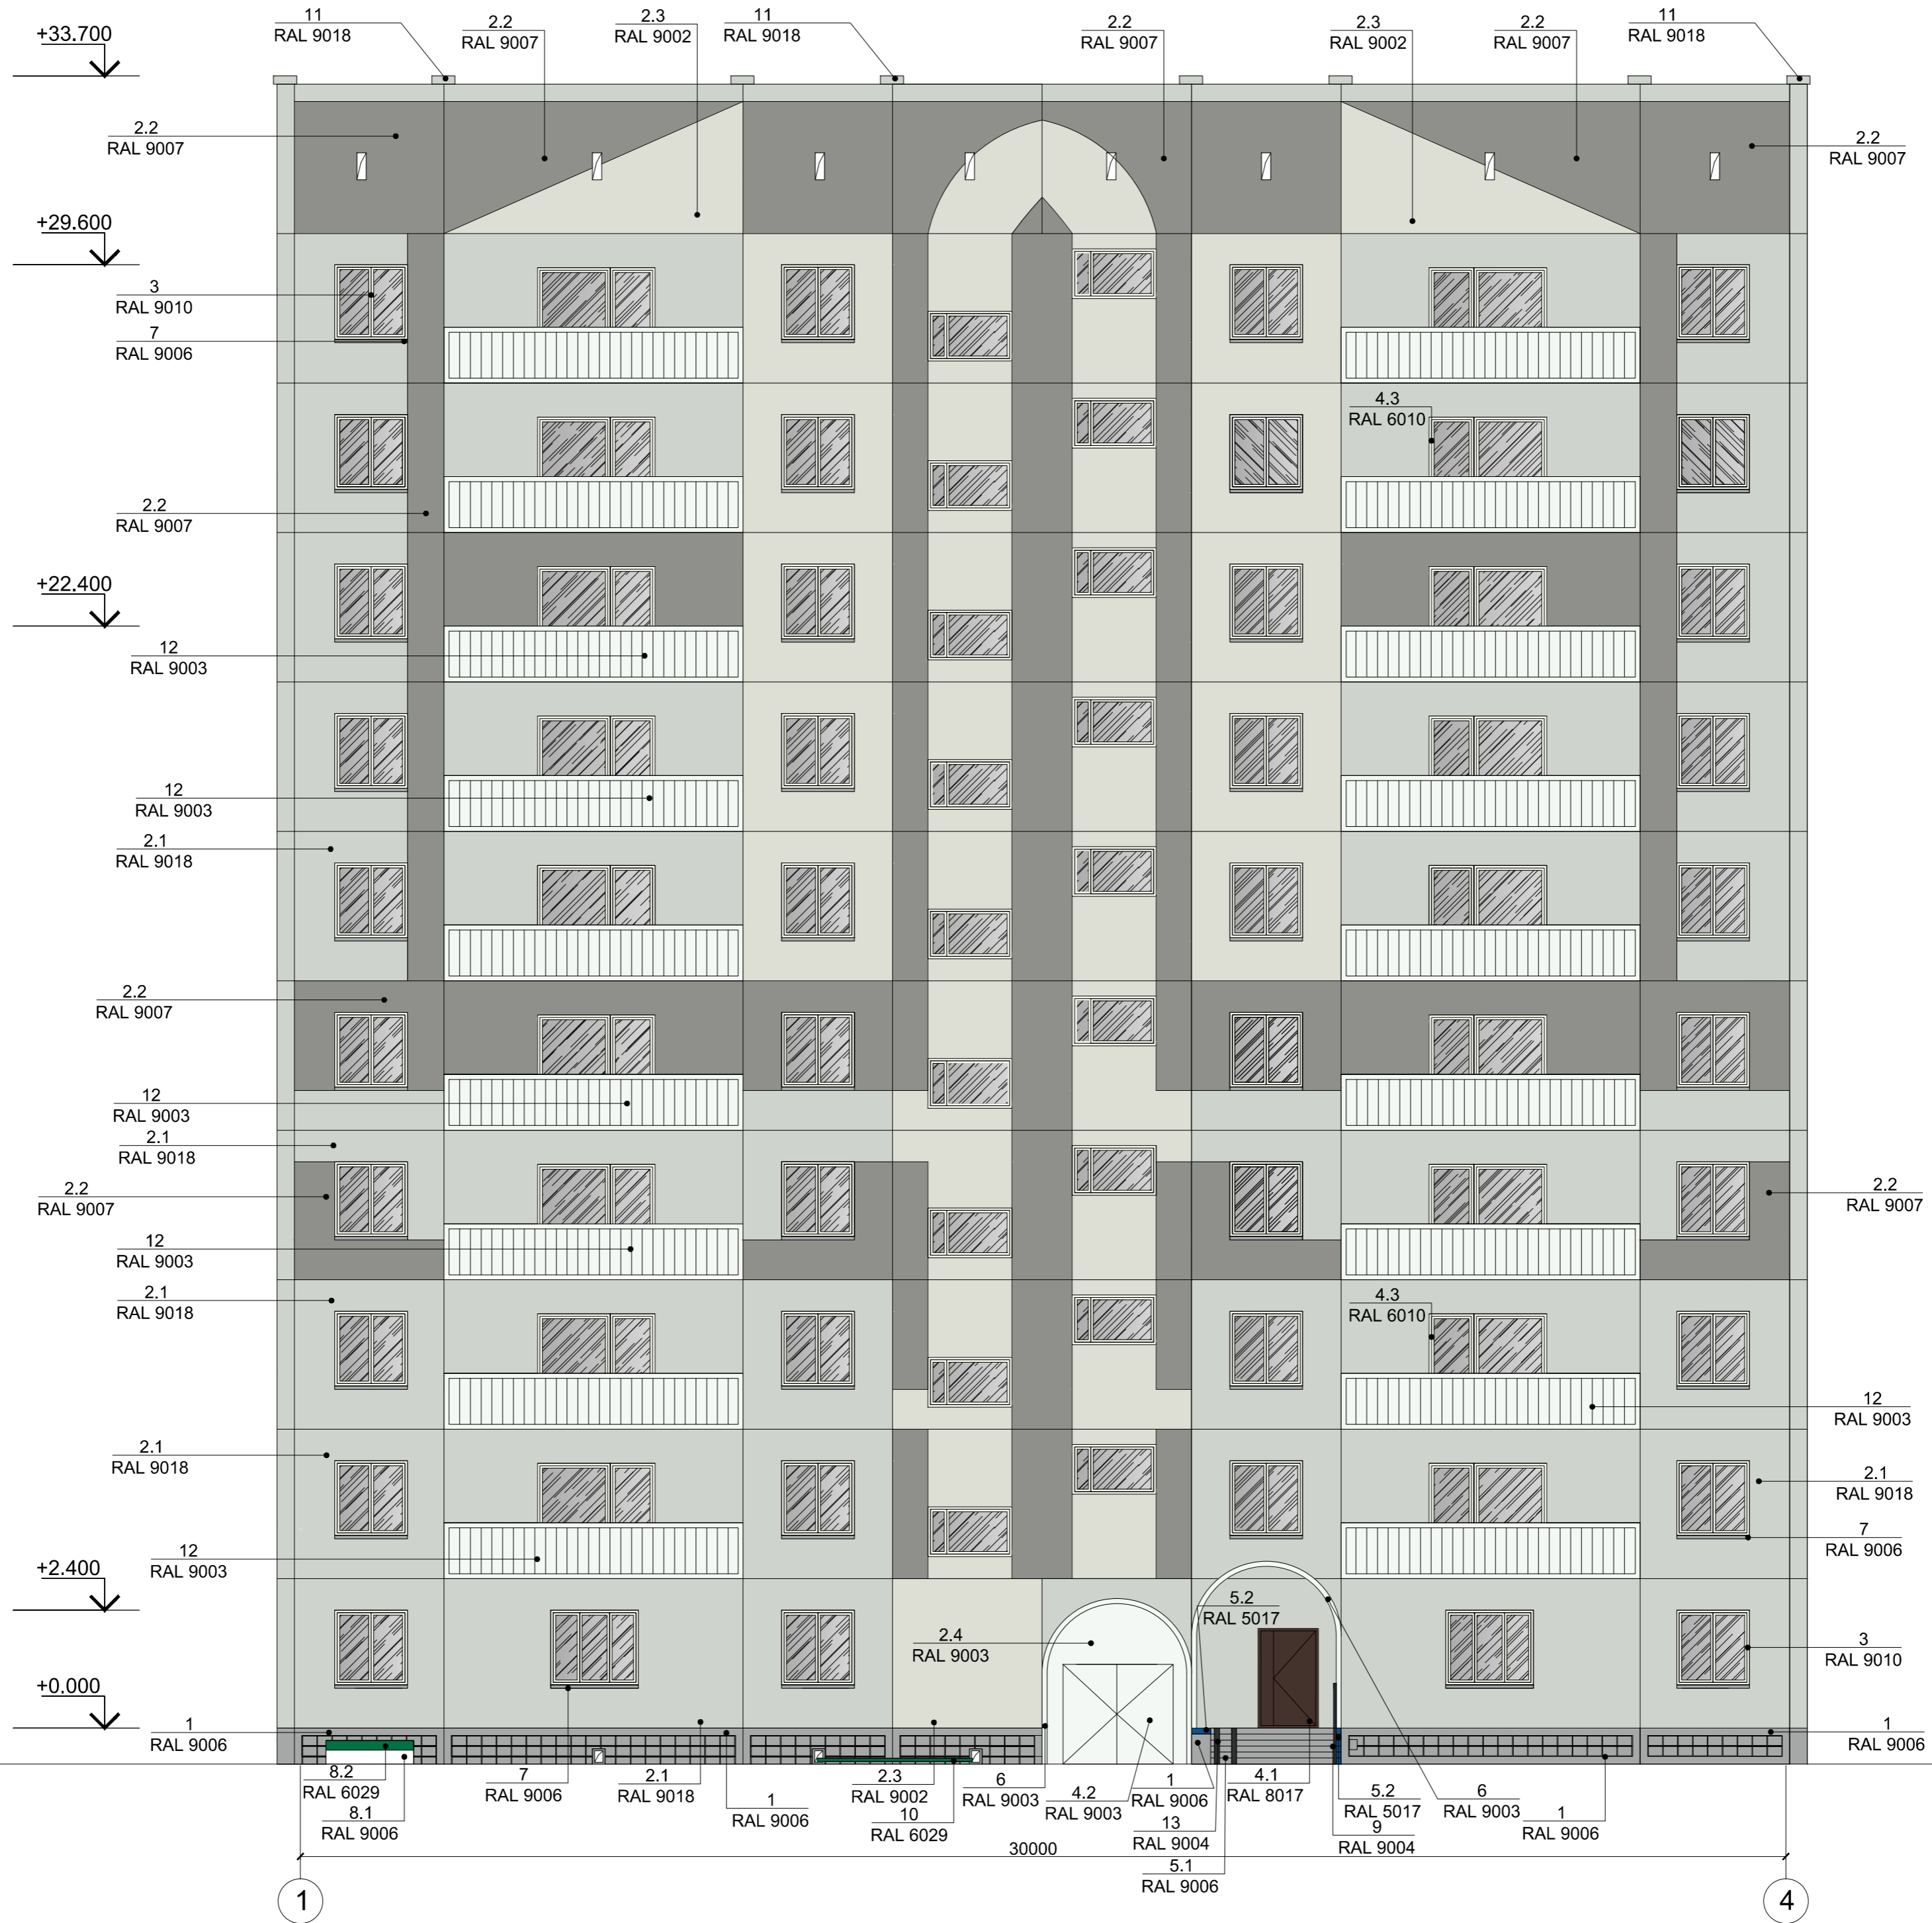 11
RAL 9018
2.2
RAL 9007
2.3
RAL 9002
11
RAL 9018
2.2
RAL 9007
2.3
RAL 9002
2.2
RAL 9007
11
RAL 9018
+33.700
2.2
RAL 9007
2.2
RAL 9007
+29.600
3
RAL 9010
7
RAL 9006
4.3
RAL 6010
2.2
RAL 9007
+22.400
12
RAL 9003
12
RAL 9003
2.1
RAL 9018
2.2
RAL 9007
12
RAL 9003
2.1
RAL 9018
2.2
RAL 9007
2.2
RAL 9007
12
RAL 9003
2.1
RAL 9018
4.3
RAL 6010
12
RAL 9003
2.1
RAL 9018
2.1
RAL 9018
7
RAL 9006
12
RAL 9003
+2.400
5.2
RAL 5017
2.4
RAL 9003
3
RAL 9010
+0.000
1
RAL 9006
1
RAL 9006
8.2
RAL 6029
8.1
RAL 9006
7
RAL 9006
2.1
RAL 9018
1
RAL 9006
2.3
RAL 9002
10
RAL 6029
6
RAL 9003
4.2
RAL 9003
1
RAL 9006
13
RAL 9004
5.1
RAL 9006
4.1
RAL 8017
5.2
RAL 5017
9
RAL 9004
6
RAL 9003
1
RAL 9006
30000
1
4